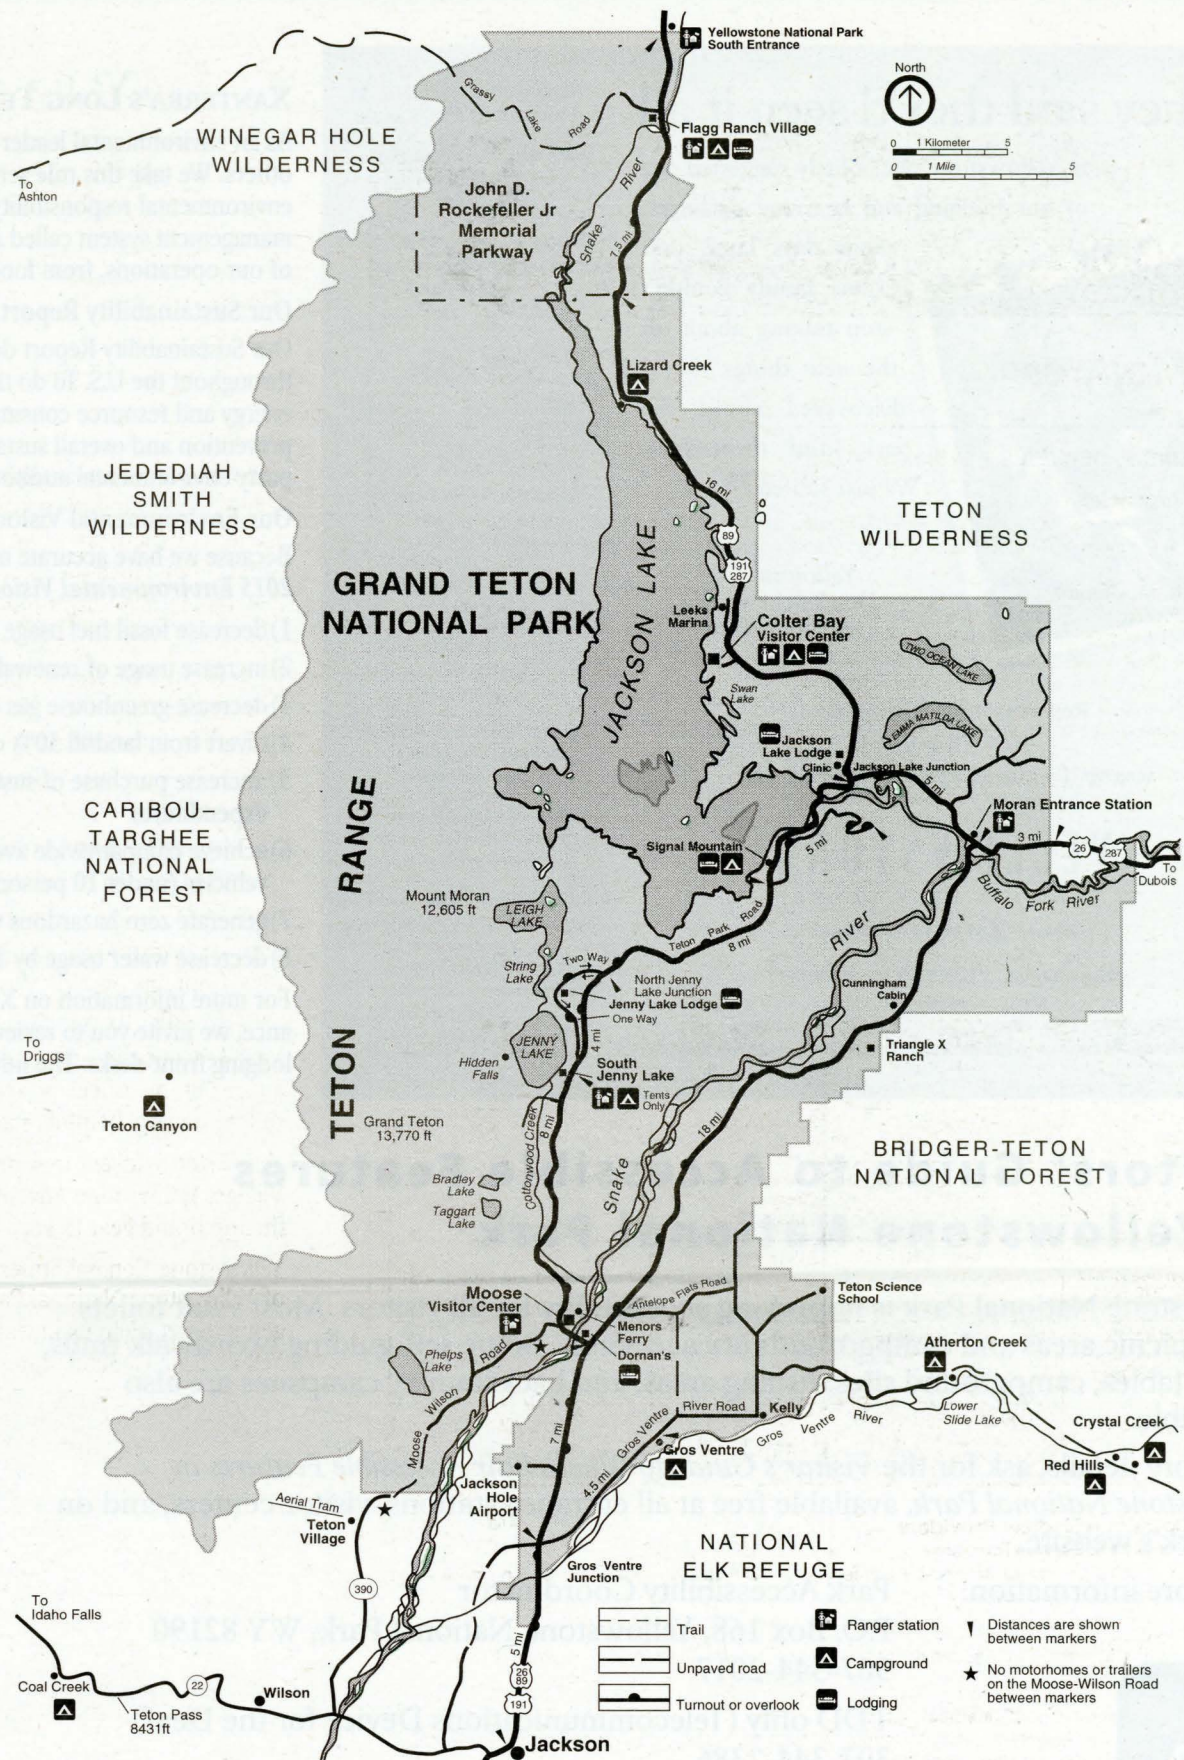 Yellowstone National Park
South Entrance
North
0 1 Kilometer 5
0 1 Mile 5
Grassy Lake Road
WINEGAR HOLE
WILDERNESS
Flagg Ranch Village
To
Ashton
John D.
Rockefeller Jr
Memorial
Parkway
Snake River
7.5 mi
Lizard Creek
JEDEDIAH
SMITH
WILDERNESS
16 mi
TETON
WILDERNESS
89
191
287
GRAND TETON
NATIONAL PARK
JACKSON LAKE
Leeks
Marina
Colter Bay
Visitor Center
TWO OCEAN LAKE
Swan
Lake
EMMA MATILDA LAKE
Jackson
Lake Lodge
Clinic
Jackson Lake Junction
5 mi
CARIBOU–
TARGHEE
NATIONAL
FOREST
TETON RANGE
Moran Entrance Station
3 mi
26
287
To
Dubois
Signal Mountain
5 mi
Buffalo Fork River
Mount Moran
12,605 ft
LEIGH
LAKE
Teton Park Road
8 mi
River
String
Lake
Two Way
North Jenny
Lake Junction
Jenny Lake Lodge
One Way
Cunningham
Cabin
JENNY
LAKE
4 mi
Triangle X
Ranch
To
Driggs
Hidden
Falls
South
Jenny Lake
Tents
Only
Teton Canyon
Grand Teton
13,770 ft
Cottonwood Creek
8 mi
18 mi
BRIDGER-TETON
NATIONAL FOREST
Snake
Bradley
Lake
Taggart
Lake
Moose
Visitor Center
Antelope Flats Road
Teton Science
School
Menors
Ferry
Dornan's
Phelps
Lake
Moose Wilson Road
Atherton Creek
River Road
Kelly
Lower
Slide Lake
Gros Ventre River
Crystal Creek
7 mi
Gros Ventre
Gros Ventre
Red Hills
4.5 mi
Jackson
Hole
Airport
Aerial Tram
Teton
Village
NATIONAL
ELK REFUGE
Gros Ventre
Junction
390
To
Idaho Falls
5 mi
26
89
191
Coal Creek
22
Wilson
Teton Pass
8431ft
Jackson
Trail
Unpaved road
Turnout or overlook
Ranger station
Campground
Lodging
Distances are shown
between markers
No motorhomes or trailers
on the Moose-Wilson Road
between markers